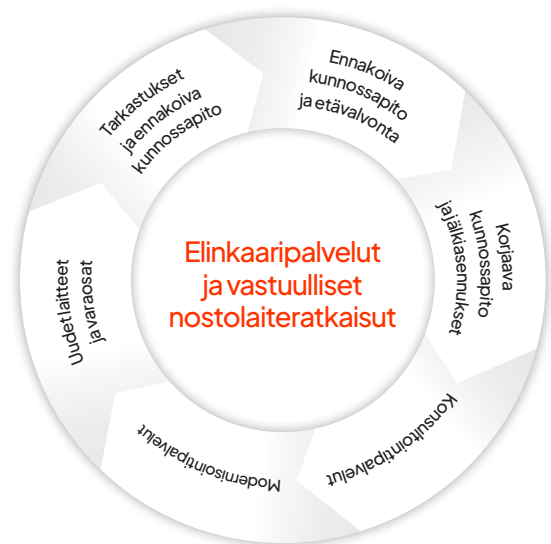 Tarkastukset
ja ennakoiva
kunnossapito
Ennakoiva
kunnossapito
ja etävalvonta
Korjaava
kunnossapito
ja jälkiasennukset
Konsultointipalvelut
Modernisointipalvelut
Uudet laitteet
ja varaosat
Elinkaaripalvelut
ja vastuulliset
nostolaiteratkaisut